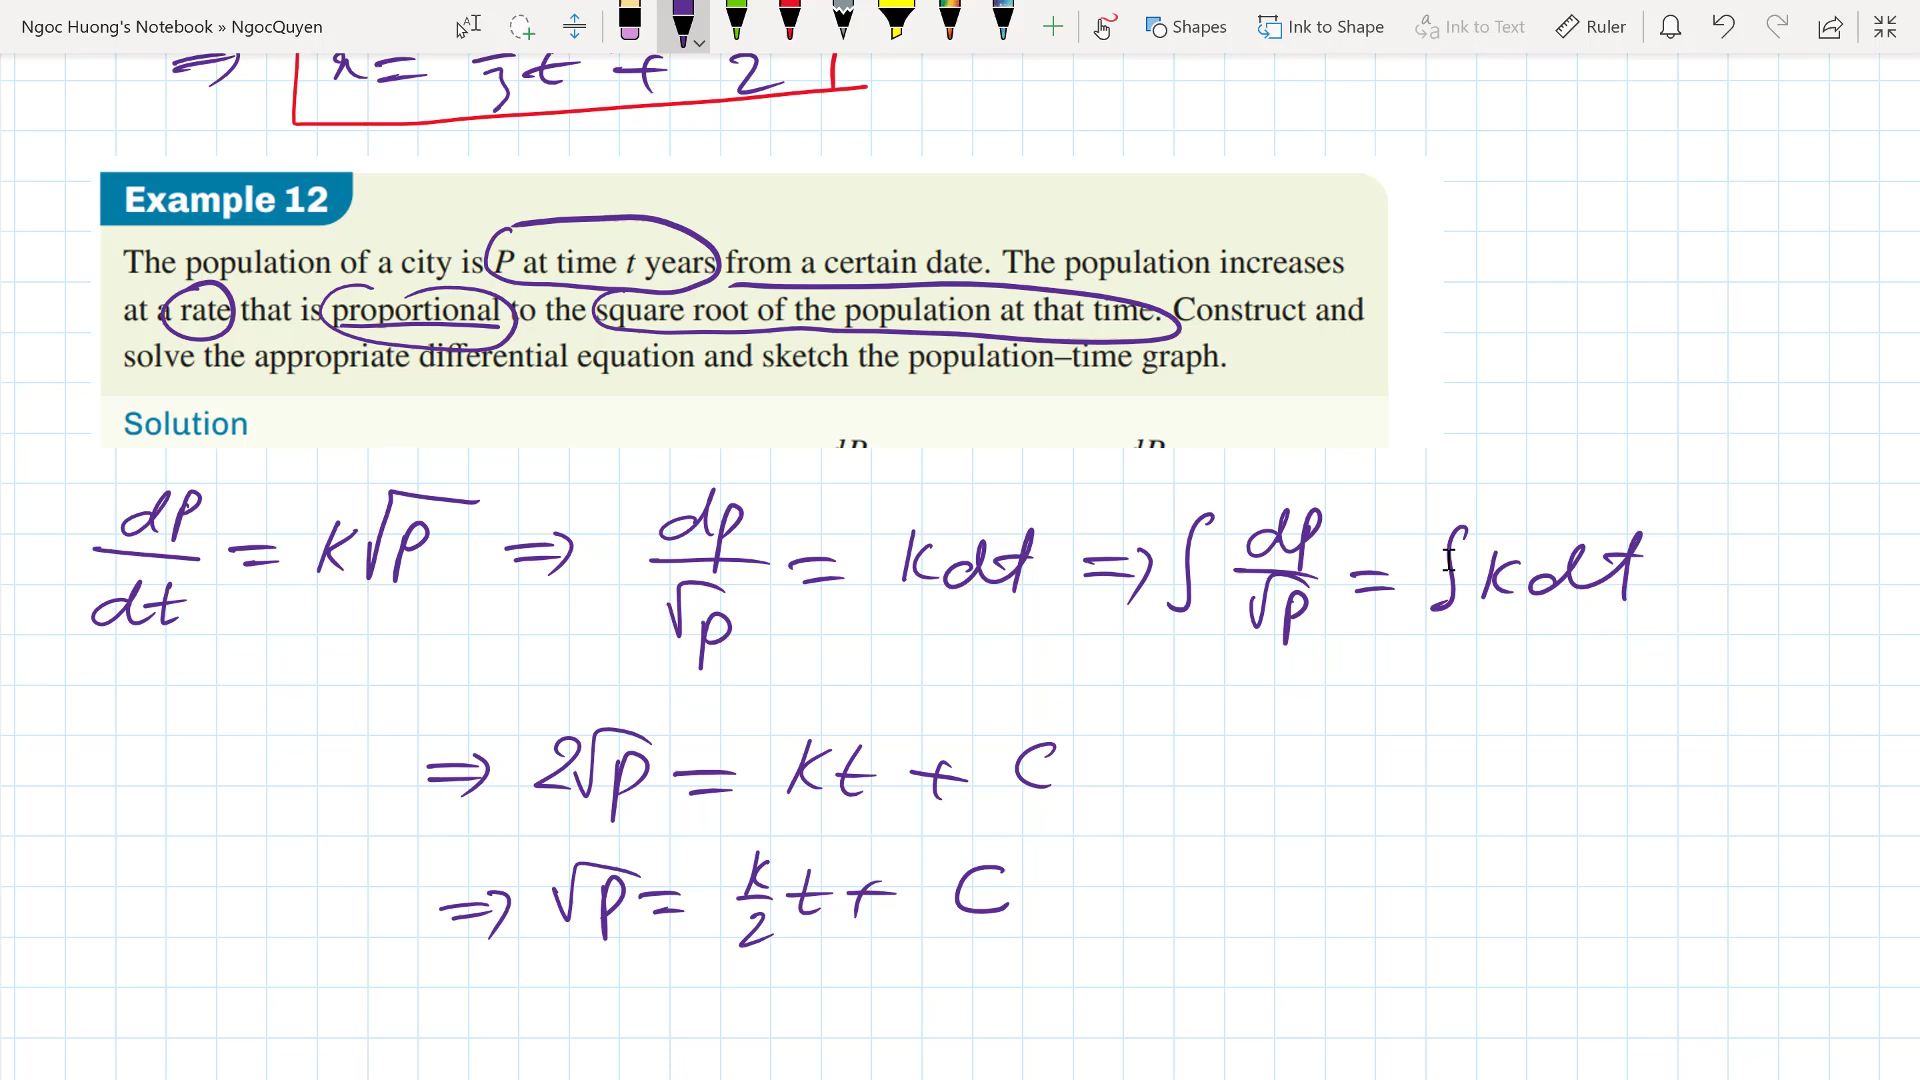 Ngoc Huong's Notebook » NgocQuyen
Shapes
Ink to Shape
Ink to Text
Ruler
⇒ x = /3 t + 2
Example 12
The population of a city is P at time t years from a certain date. The population increases
at a rate that is proportional to the square root of the population at that time. Construct and
solve the appropriate differential equation and sketch the population–time graph.
Solution
dP dP
dP/dt = k√P ⇒ dp/√p = k dt ⇒ ∫ dp/√p = ∫ k dt
⇒ 2√p = kt + C
⇒ √p = k/2 t + C